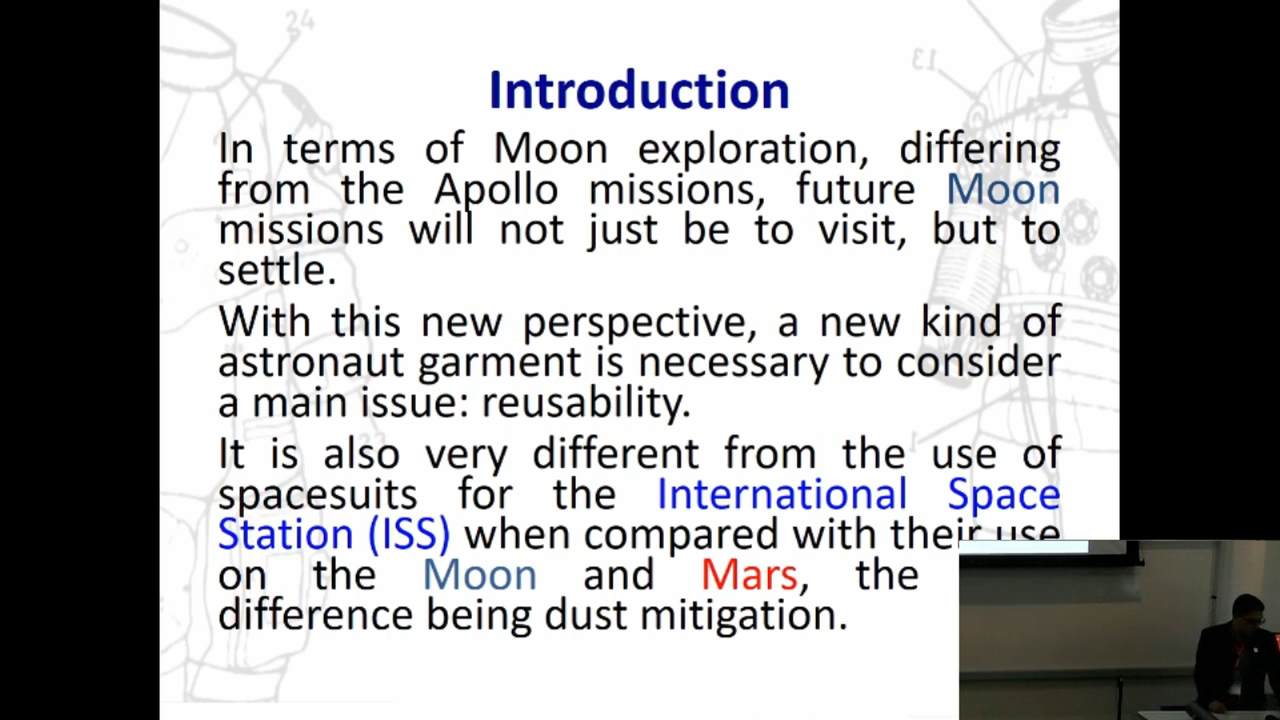 24
13
Introduction
In terms of Moon exploration, differing
from the Apollo missions, future Moon
missions will not just be to visit, but to
settle.
With this new perspective, a new kind of
astronaut garment is necessary to consider
a main issue: reusability.
It is also very different from the use of
spacesuits for the International Space
Station (ISS) when compared with their use
on the Moon and Mars, the
difference being dust mitigation.